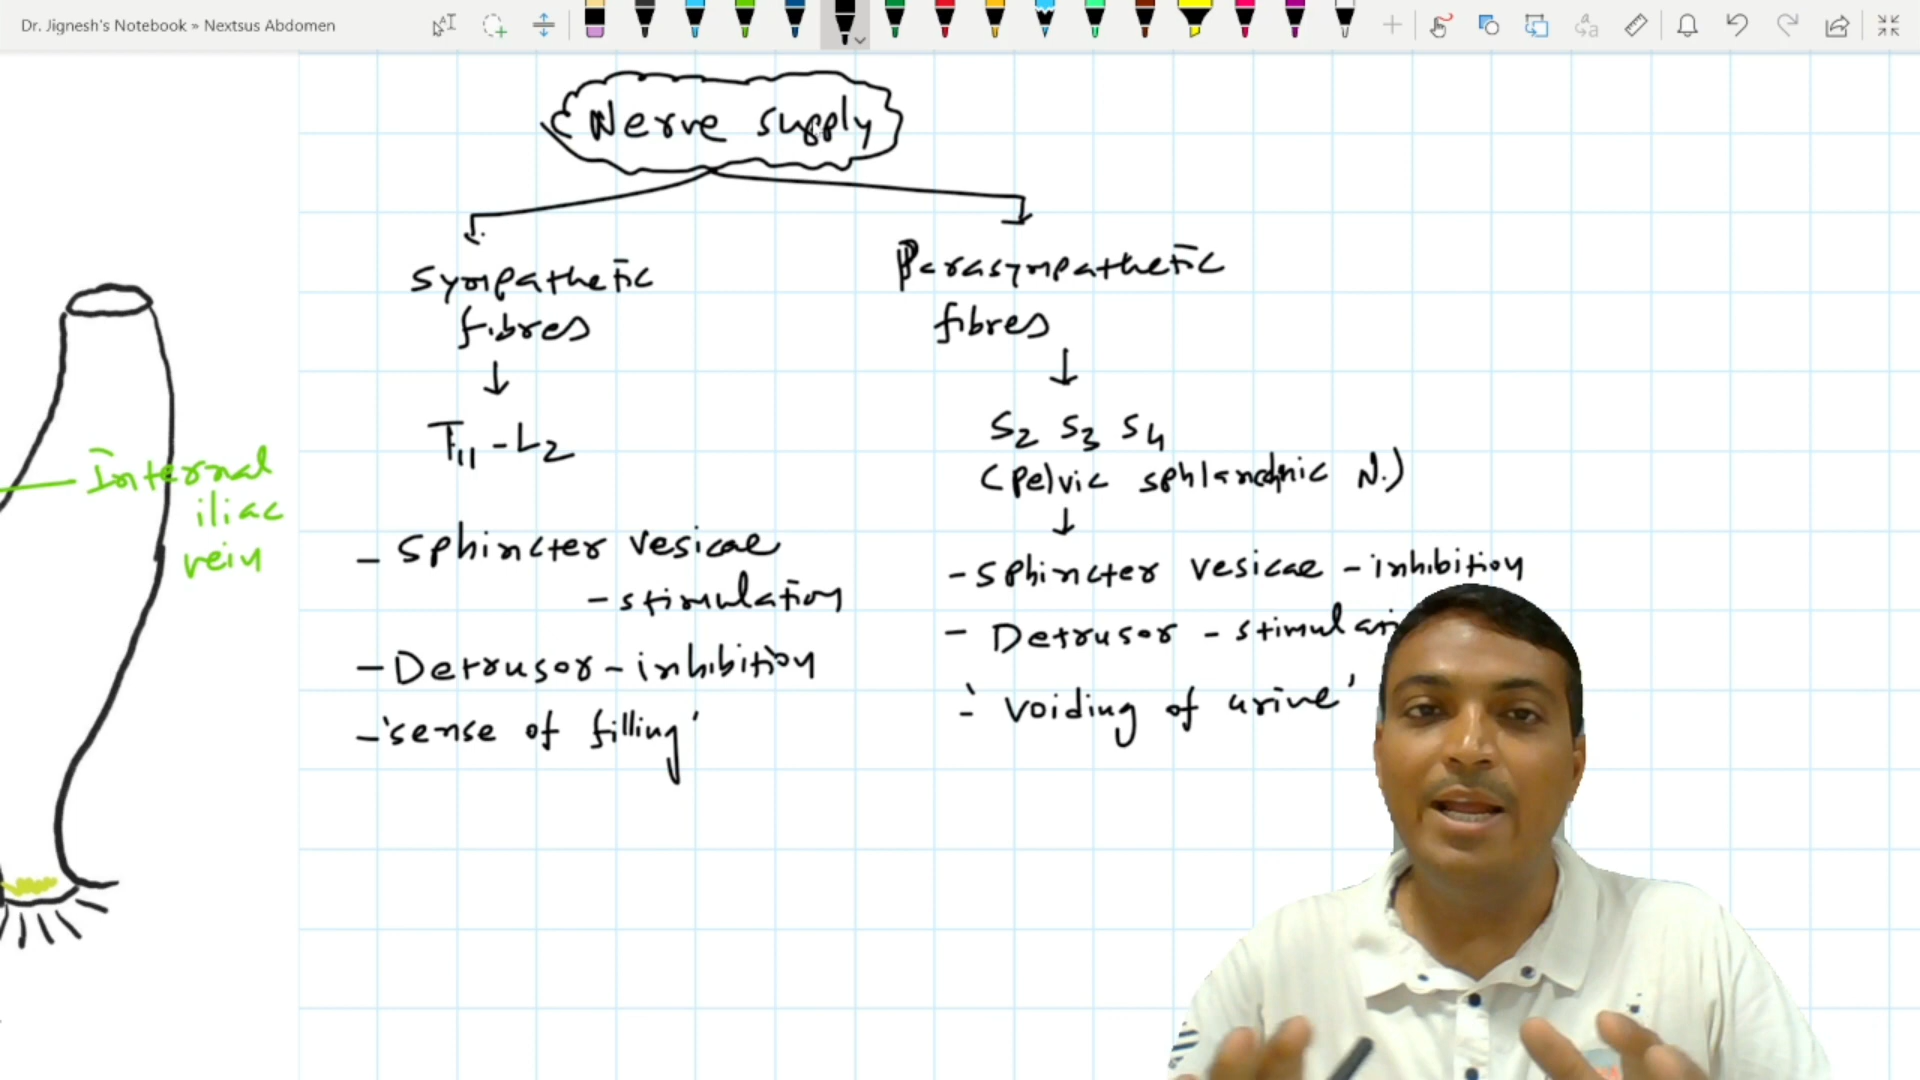 Dr. Jignesh's Notebook » Nextsus Abdomen
Nerve supply
Sympathetic
fibres
T11 - L2
- Sphincter vesicae
- stimulation
- Detrusor - inhibition
- 'sense of filling'
Parasympathetic
fibres
S2 S3 S4
(Pelvic sphlanchnic N.)
- Sphincter vesicae - inhibition
- Detrusor - stimulati
- 'voiding of urine'
Internal
iliac
vein